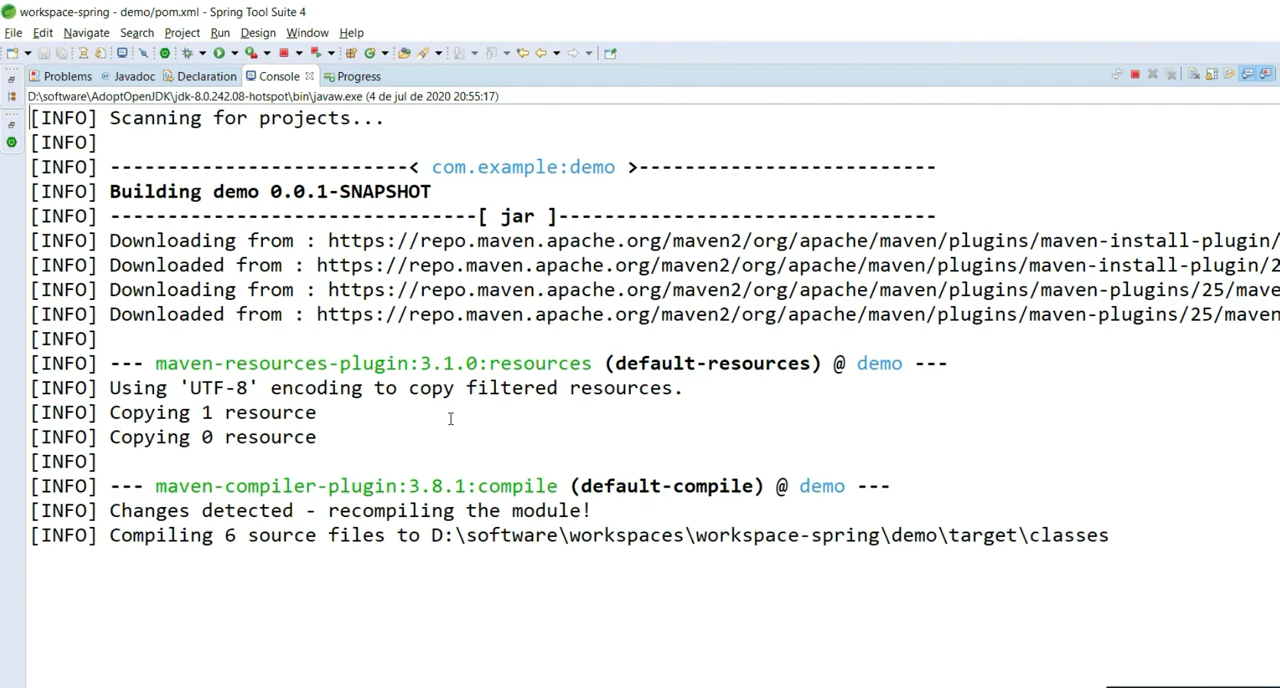 workspace-spring - demo/pom.xml - Spring Tool Suite 4
File Edit Navigate Search Project Run Design Window Help
Problems Javadoc Declaration Console Progress
D:\software\AdoptOpenJDK\jdk-8.0.242.08-hotspot\bin\javaw.exe (4 de jul de 2020 20:55:17)
[INFO] Scanning for projects...
[INFO]
[INFO] --------------------------< com.example:demo >--------------------------
[INFO] Building demo 0.0.1-SNAPSHOT
[INFO] --------------------------------[ jar ]---------------------------------
[INFO] Downloading from : https://repo.maven.apache.org/maven2/org/apache/maven/plugins/maven-install-plugin/
[INFO] Downloaded from : https://repo.maven.apache.org/maven2/org/apache/maven/plugins/maven-install-plugin/2
[INFO] Downloading from : https://repo.maven.apache.org/maven2/org/apache/maven/plugins/maven-plugins/25/mave
[INFO] Downloaded from : https://repo.maven.apache.org/maven2/org/apache/maven/plugins/maven-plugins/25/maven
[INFO]
[INFO] --- maven-resources-plugin:3.1.0:resources (default-resources) @ demo ---
[INFO] Using 'UTF-8' encoding to copy filtered resources.
[INFO] Copying 1 resource
[INFO] Copying 0 resource
[INFO]
[INFO] --- maven-compiler-plugin:3.8.1:compile (default-compile) @ demo ---
[INFO] Changes detected - recompiling the module!
[INFO] Compiling 6 source files to D:\software\workspaces\workspace-spring\demo\target\classes